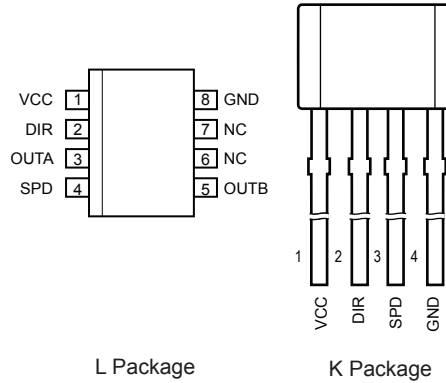 VCC 1 8 GND
DIR 2 7 NC
OUTA 3 6 NC
SPD 4 5 OUTB
L Package
1 2 3 4
VCC
DIR
SPD
GND
K Package